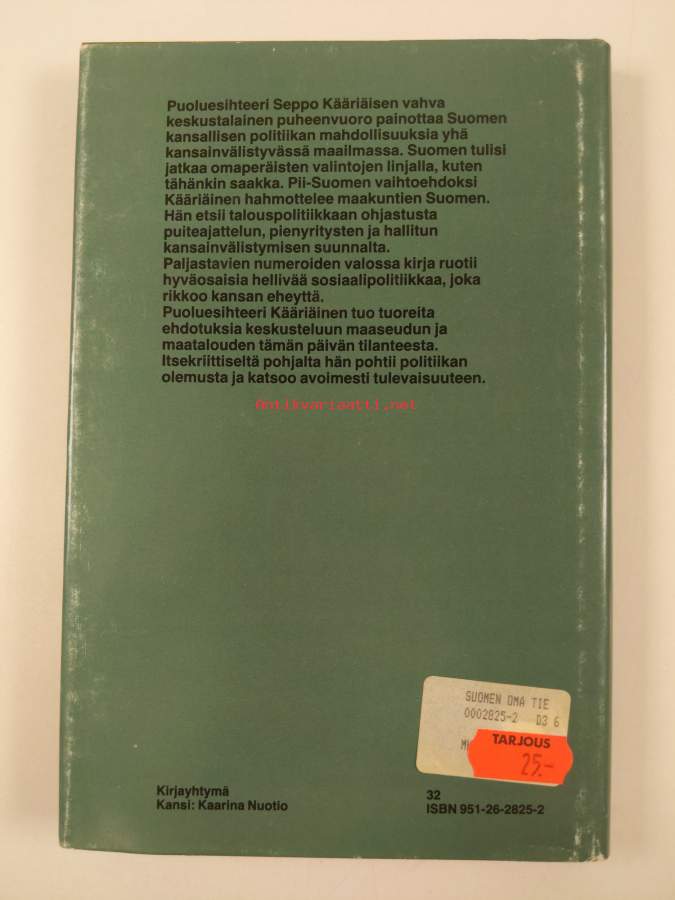 Puoluesihteeri Seppo Kääriäisen vahva
keskustalainen puheenvuoro painottaa Suomen
kansallisen politiikan mahdollisuuksia yhä
kansainvälistyvässä maailmassa. Suomen tulisi
jatkaa omaperäisten valintojen linjalla, kuten
tähänkin saakka. Pii-Suomen vaihtoehdoksi
Kääriäinen hahmottelee maakuntien Suomen.
Hän etsii talouspolitiikkaan ohjastusta
puiteajattelun, pienyritysten ja hallitun
kansainvälistymisen suunnalta.
Paljastavien numeroiden valossa kirja ruotii
hyväosaisia hellivää sosiaalipolitiikkaa, joka
rikkoo kansan eheyttä.
Puoluesihteeri Kääriäinen tuo tuoreita
ehdotuksia keskusteluun maaseudun ja
maatalouden tämän päivän tilanteesta.
Itsekriittiseltä pohjalta hän pohtii politiikan
olemusta ja katsoo avoimesti tulevaisuuteen.
Antikvariaatti.net
SUOMEN OMA TIE
0002825-2 D3 6
TARJOUS
25.-
Kirjayhtymä
Kansi: Kaarina Nuotio
32
ISBN 951-26-2825-2